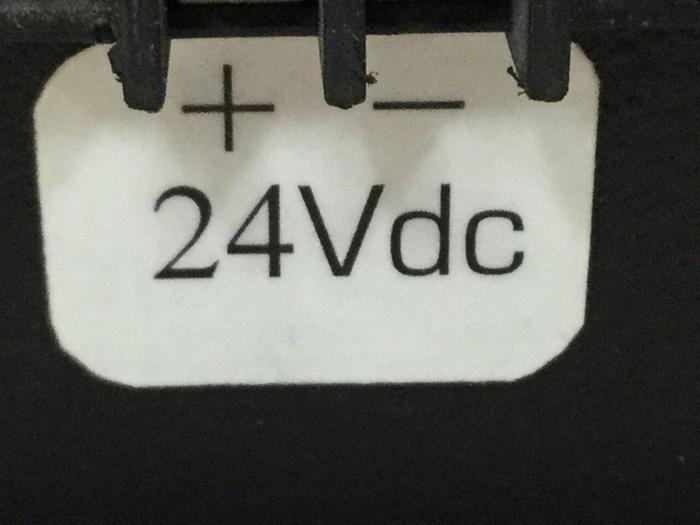 + −
24Vdc